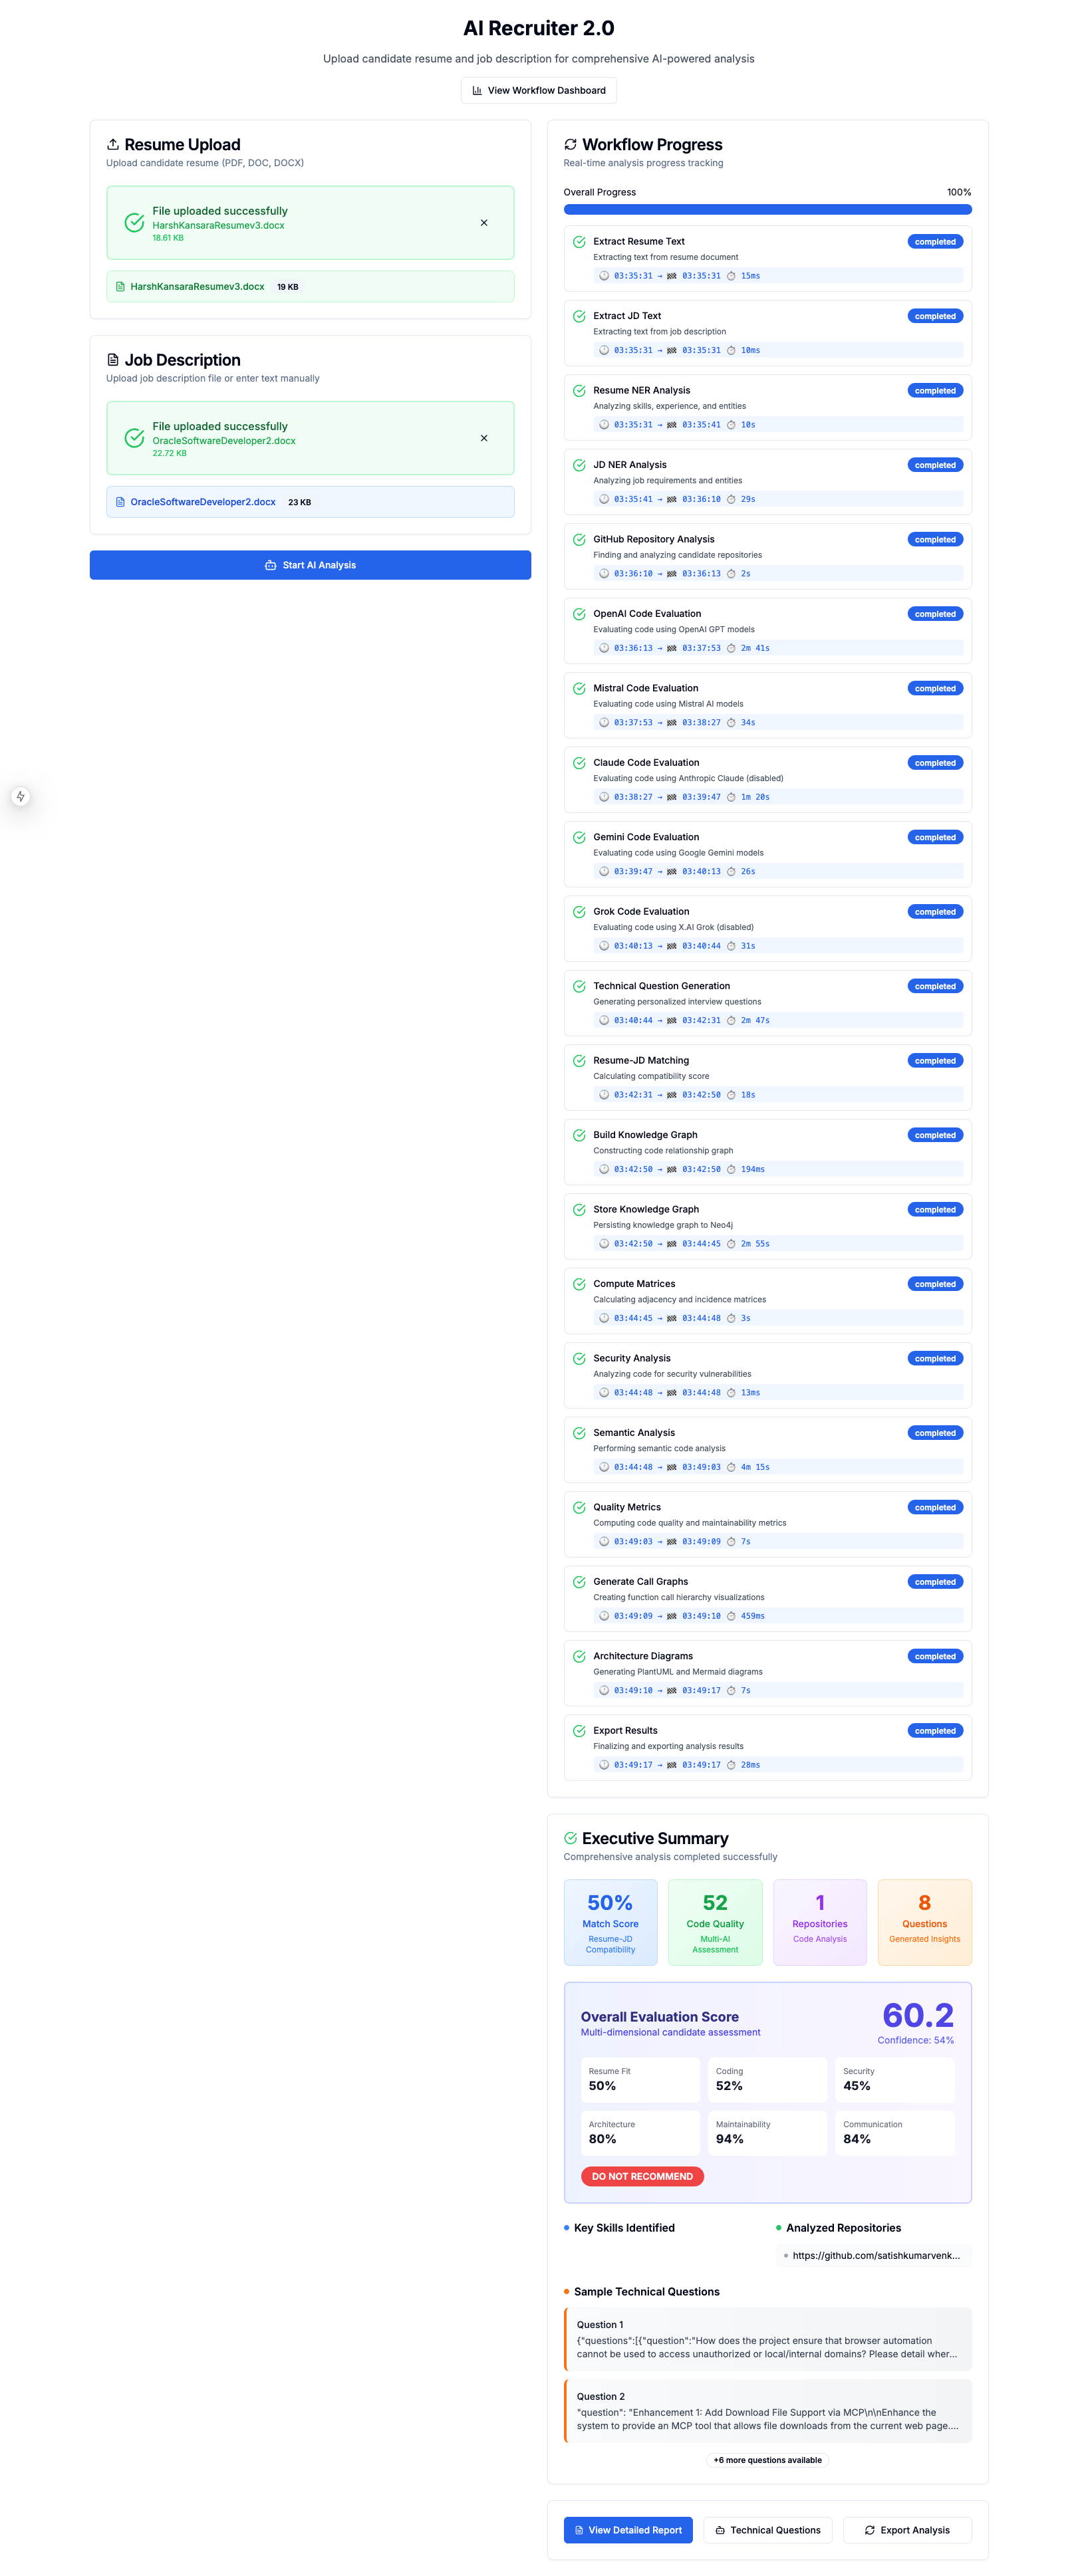 AI Recruiter 2.0
Upload candidate resume and job description for comprehensive AI-powered analysis
View Workflow Dashboard
Resume Upload
Upload candidate resume (PDF, DOC, DOCX)
File uploaded successfully
HarshKansaraResumev3.docx
18.61 KB
HarshKansaraResumev3.docx 19 KB
Job Description
Upload job description file or enter text manually
File uploaded successfully
OracleSoftwareDeveloper2.docx
22.72 KB
OracleSoftwareDeveloper2.docx 23 KB
Start AI Analysis
Workflow Progress
Real-time analysis progress tracking
Overall Progress 100%
Extract Resume Text completed
Extracting text from resume document
03:35:31 → 03:35:31 15ms
Extract JD Text completed
Extracting text from job description
03:35:31 → 03:35:31 10ms
Resume NER Analysis completed
Analyzing skills, experience, and entities
03:35:31 → 03:35:41 10s
JD NER Analysis completed
Analyzing job requirements and entities
03:35:41 → 03:36:10 29s
GitHub Repository Analysis completed
Finding and analyzing candidate repositories
03:36:10 → 03:36:13 2s
OpenAI Code Evaluation completed
Evaluating code using OpenAI GPT models
03:36:13 → 03:37:53 2m 41s
Mistral Code Evaluation completed
Evaluating code using Mistral AI models
03:37:53 → 03:38:27 34s
Claude Code Evaluation completed
Evaluating code using Anthropic Claude (disabled)
03:38:27 → 03:39:47 1m 20s
Gemini Code Evaluation completed
Evaluating code using Google Gemini models
03:39:47 → 03:40:13 26s
Grok Code Evaluation completed
Evaluating code using X.AI Grok (disabled)
03:40:13 → 03:40:44 31s
Technical Question Generation completed
Generating personalized interview questions
03:40:44 → 03:42:31 2m 47s
Resume-JD Matching completed
Calculating compatibility score
03:42:31 → 03:42:50 18s
Build Knowledge Graph completed
Constructing code relationship graph
03:42:50 → 03:42:50 194ms
Store Knowledge Graph completed
Persisting knowledge graph to Neo4j
03:42:50 → 03:44:45 2m 55s
Compute Matrices completed
Calculating adjacency and incidence matrices
03:44:45 → 03:44:48 3s
Security Analysis completed
Analyzing code for security vulnerabilities
03:44:48 → 03:44:48 13ms
Semantic Analysis completed
Performing semantic code analysis
03:44:48 → 03:49:03 4m 15s
Quality Metrics completed
Computing code quality and maintainability metrics
03:49:03 → 03:49:09 7s
Generate Call Graphs completed
Creating function call hierarchy visualizations
03:49:09 → 03:49:10 459ms
Architecture Diagrams completed
Generating PlantUML and Mermaid diagrams
03:49:10 → 03:49:17 7s
Export Results completed
Finalizing and exporting analysis results
03:49:17 → 03:49:17 28ms
Executive Summary
Comprehensive analysis completed successfully
50%
Match Score
Resume-JD
Compatibility
52
Code Quality
Multi-AI
Assessment
1
Repositories
Code Analysis
8
Questions
Generated Insights
Overall Evaluation Score
Multi-dimensional candidate assessment
60.2
Confidence: 54%
Resume Fit
50%
Coding
52%
Security
45%
Architecture
80%
Maintainability
94%
Communication
84%
DO NOT RECOMMEND
Key Skills Identified
Analyzed Repositories
https://github.com/satishkumarvenk...
Sample Technical Questions
Question 1
{"questions":[{"question":"How does the project ensure that browser automation
cannot be used to access unauthorized or local/internal domains? Please detail wher...
Question 2
"question": "Enhancement 1: Add Download File Support via MCP\n\nEnhance the
system to provide an MCP tool that allows file downloads from the current web page....
+6 more questions available
View Detailed Report
Technical Questions
Export Analysis